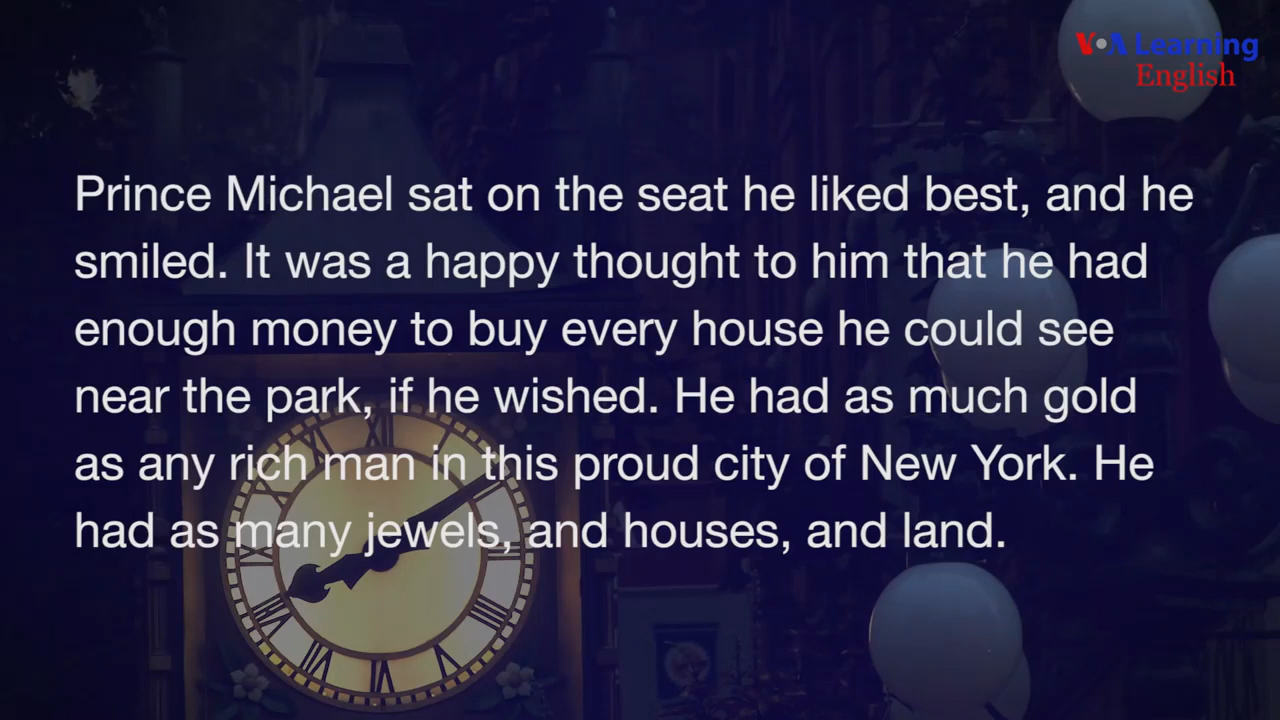 VOA Learning
English
Prince Michael sat on the seat he liked best, and he
smiled. It was a happy thought to him that he had
enough money to buy every house he could see
near the park, if he wished. He had as much gold
as any rich man in this proud city of New York. He
had as many jewels, and houses, and land.